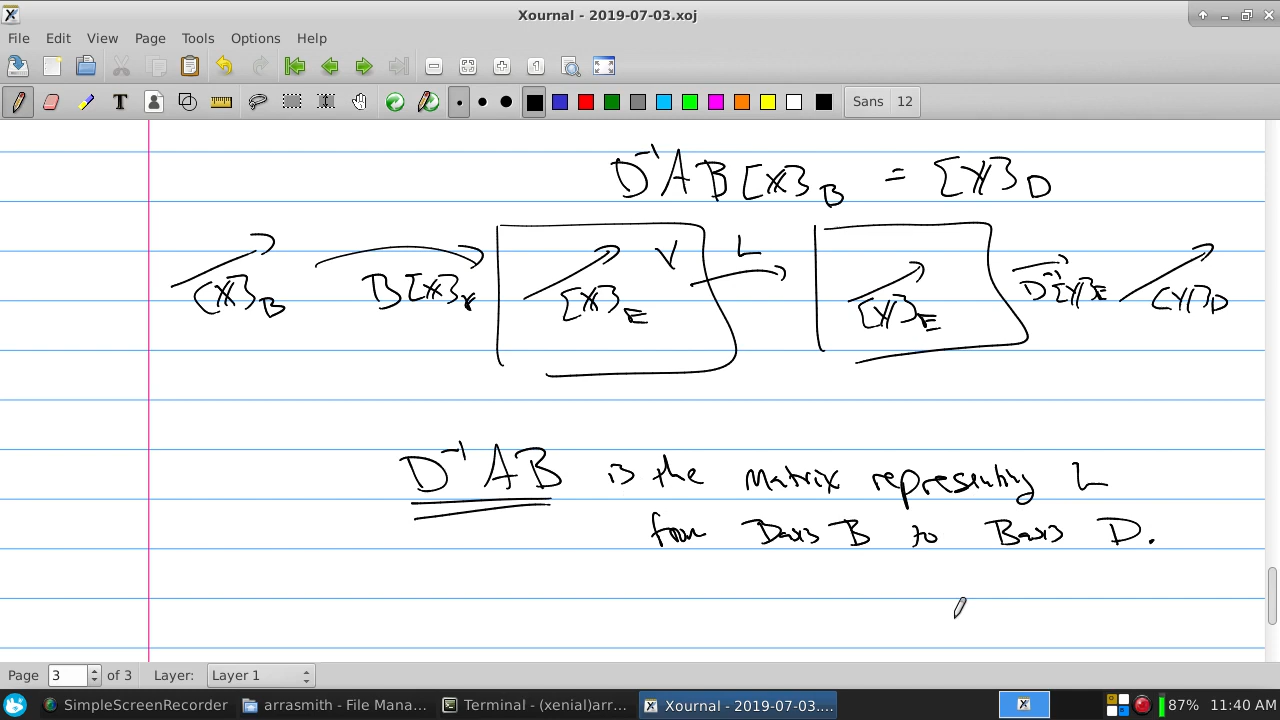 Xournal - 2019-07-03.xoj
File Edit View Page Tools Options Help
Sans 12
D⁻¹AB[X]_B = [Y]_D
[X]_B B[X]_B [X]_E V L [Y]_E D⁻¹[Y]_E [Y]_D
D⁻¹AB is the matrix representing L
from Basis B to Basis D.
Page 3 of 3 Layer: Layer 1
SimpleScreenRecorder arrasmith - File Mana... Terminal - (xenial)arr... Xournal - 2019-07-03.... 87% 11:40 AM